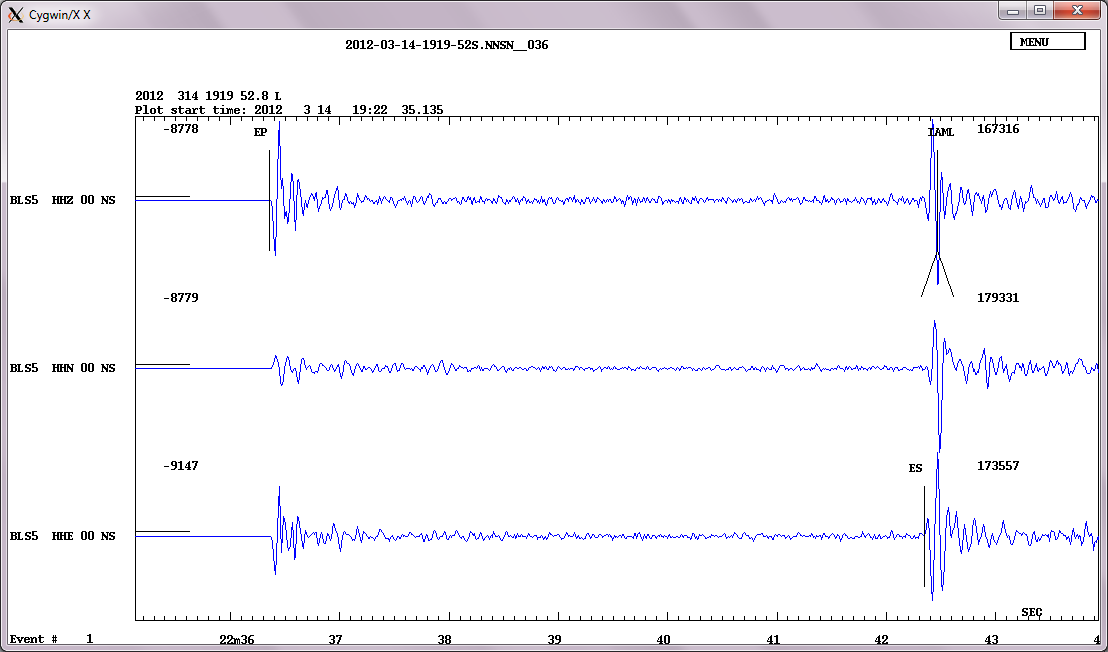 Cygwin/X X
2012-03-14-1919-52S.NNSN__036
MENU
2012  314 1919 52.8 L
Plot start time: 2012   3 14   19:22  35.135
-8778
EP
IAML
167316
BLS5  HHZ 00 NS
-8779
179331
BLS5  HHN 00 NS
-9147
ES
173557
BLS5  HHE 00 NS
SEC
Event #    1
22m36 37 38 39 40 41 42 43 4